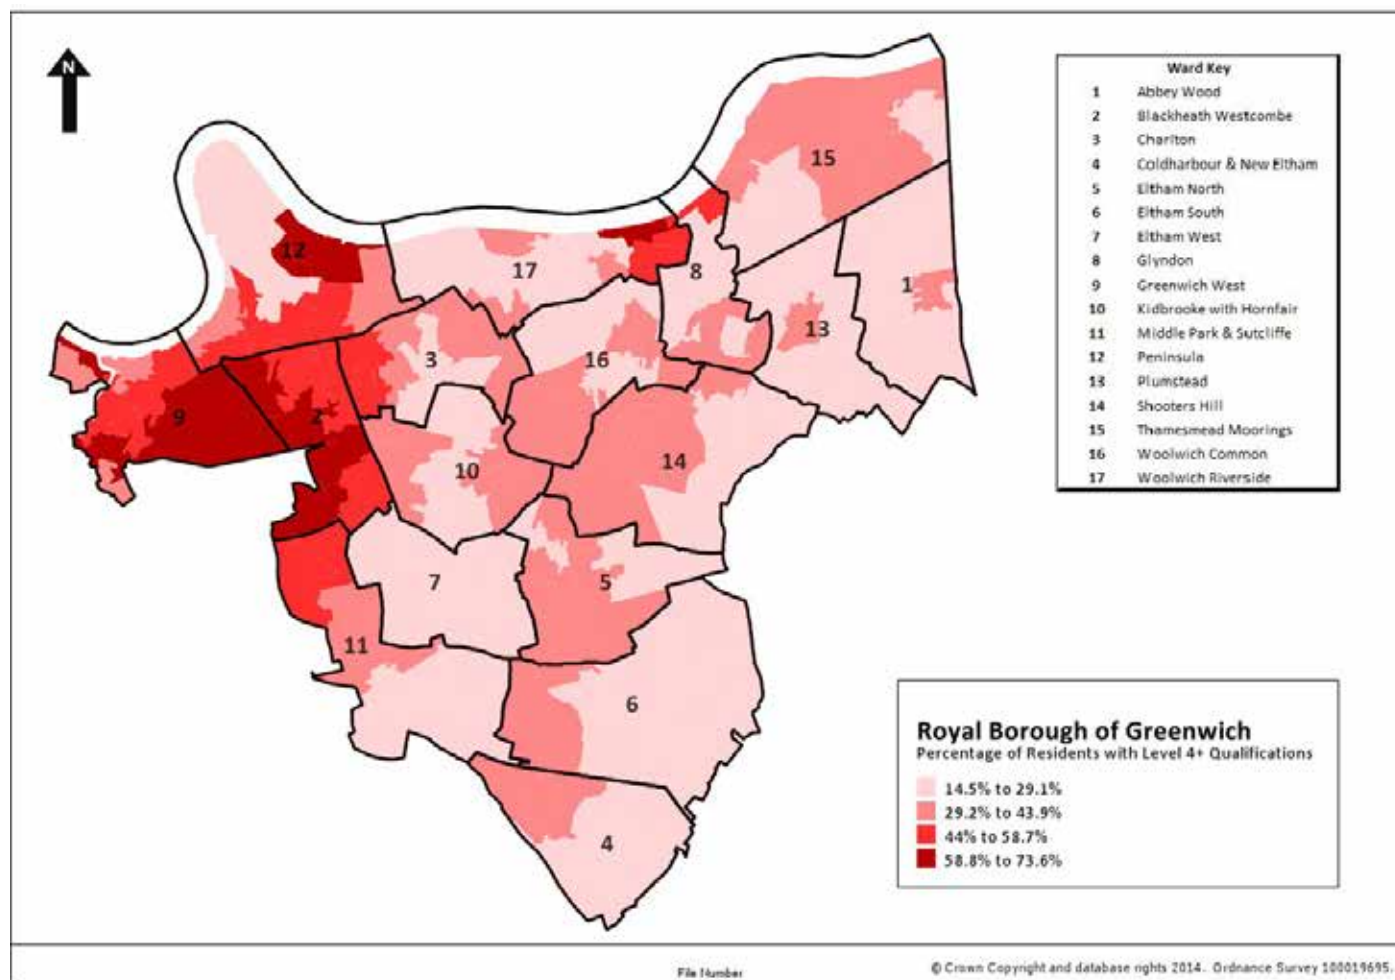 N
Ward Key
1 Abbey Wood
2 Blackheath Westcombe
3 Charlton
4 Coldharbour & New Eltham
5 Eltham North
6 Eltham South
7 Eltham West
8 Glyndon
9 Greenwich West
10 Kidbrooke with Hornfair
11 Middle Park & Sutcliffe
12 Peninsula
13 Plumstead
14 Shooters Hill
15 Thamesmead Moorings
16 Woolwich Common
17 Woolwich Riverside
15
12
17
8
1
13
3
16
2
9
10
14
7
5
11
6
4
Royal Borough of Greenwich
Percentage of Residents with Level 4+ Qualifications
14.5% to 29.1%
29.2% to 43.9%
44% to 58.7%
58.8% to 73.6%
File Number
© Crown Copyright and database rights 2014. Ordnance Survey 100019695